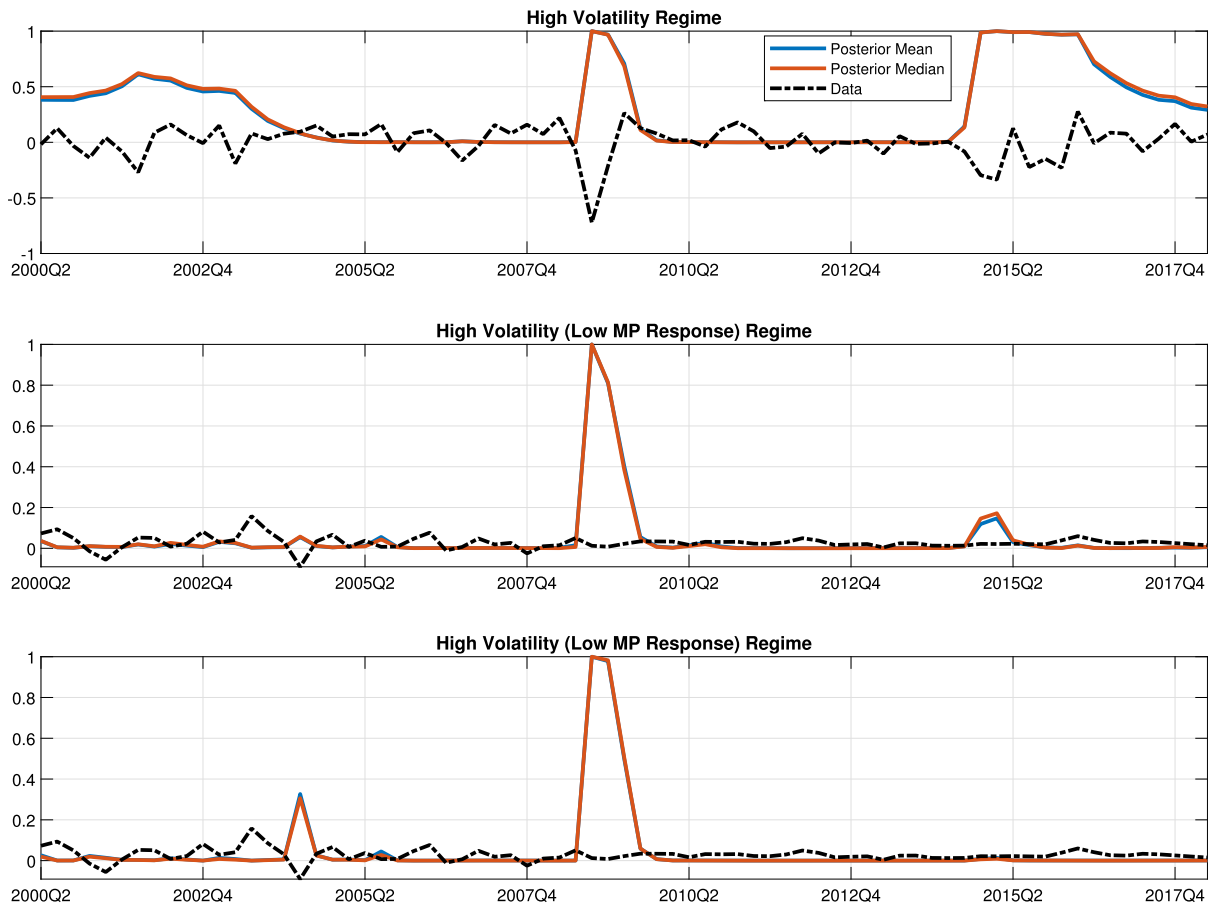 High Volatility Regime
1
0.5
0
-0.5
-1
Posterior Mean
Posterior Median
Data
2000Q2 2002Q4 2005Q2 2007Q4 2010Q2 2012Q4 2015Q2 2017Q4
High Volatility (Low MP Response) Regime
1
0.8
0.6
0.4
0.2
0
2000Q2 2002Q4 2005Q2 2007Q4 2010Q2 2012Q4 2015Q2 2017Q4
High Volatility (Low MP Response) Regime
1
0.8
0.6
0.4
0.2
0
2000Q2 2002Q4 2005Q2 2007Q4 2010Q2 2012Q4 2015Q2 2017Q4